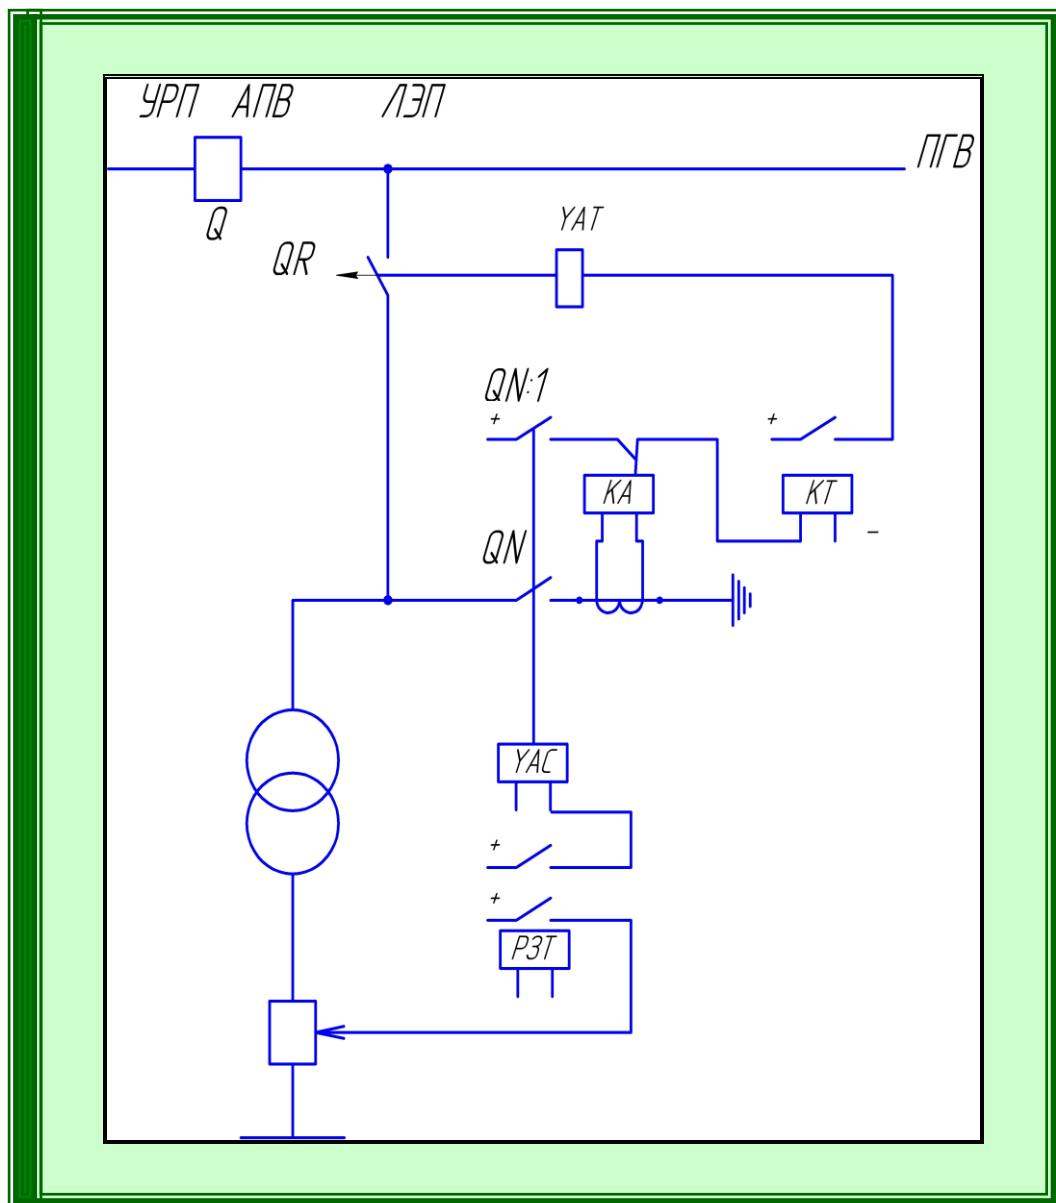 УРП АПВ ЛЭП
ПГВ
Q
YAT
QR
QN:1
+ +
KA KT
QN –
YAC
+
+
РЗТ